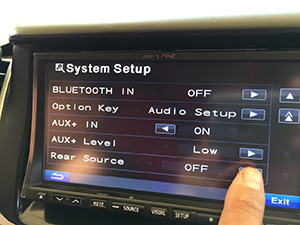 ALPINE
System Setup
BLUETOOTH IN OFF
Option Key Audio Setup
AUX+ IN ON
AUX+ Level Low
Rear Source OFF
Exit
MUTE SOURCE VISUAL SETUP